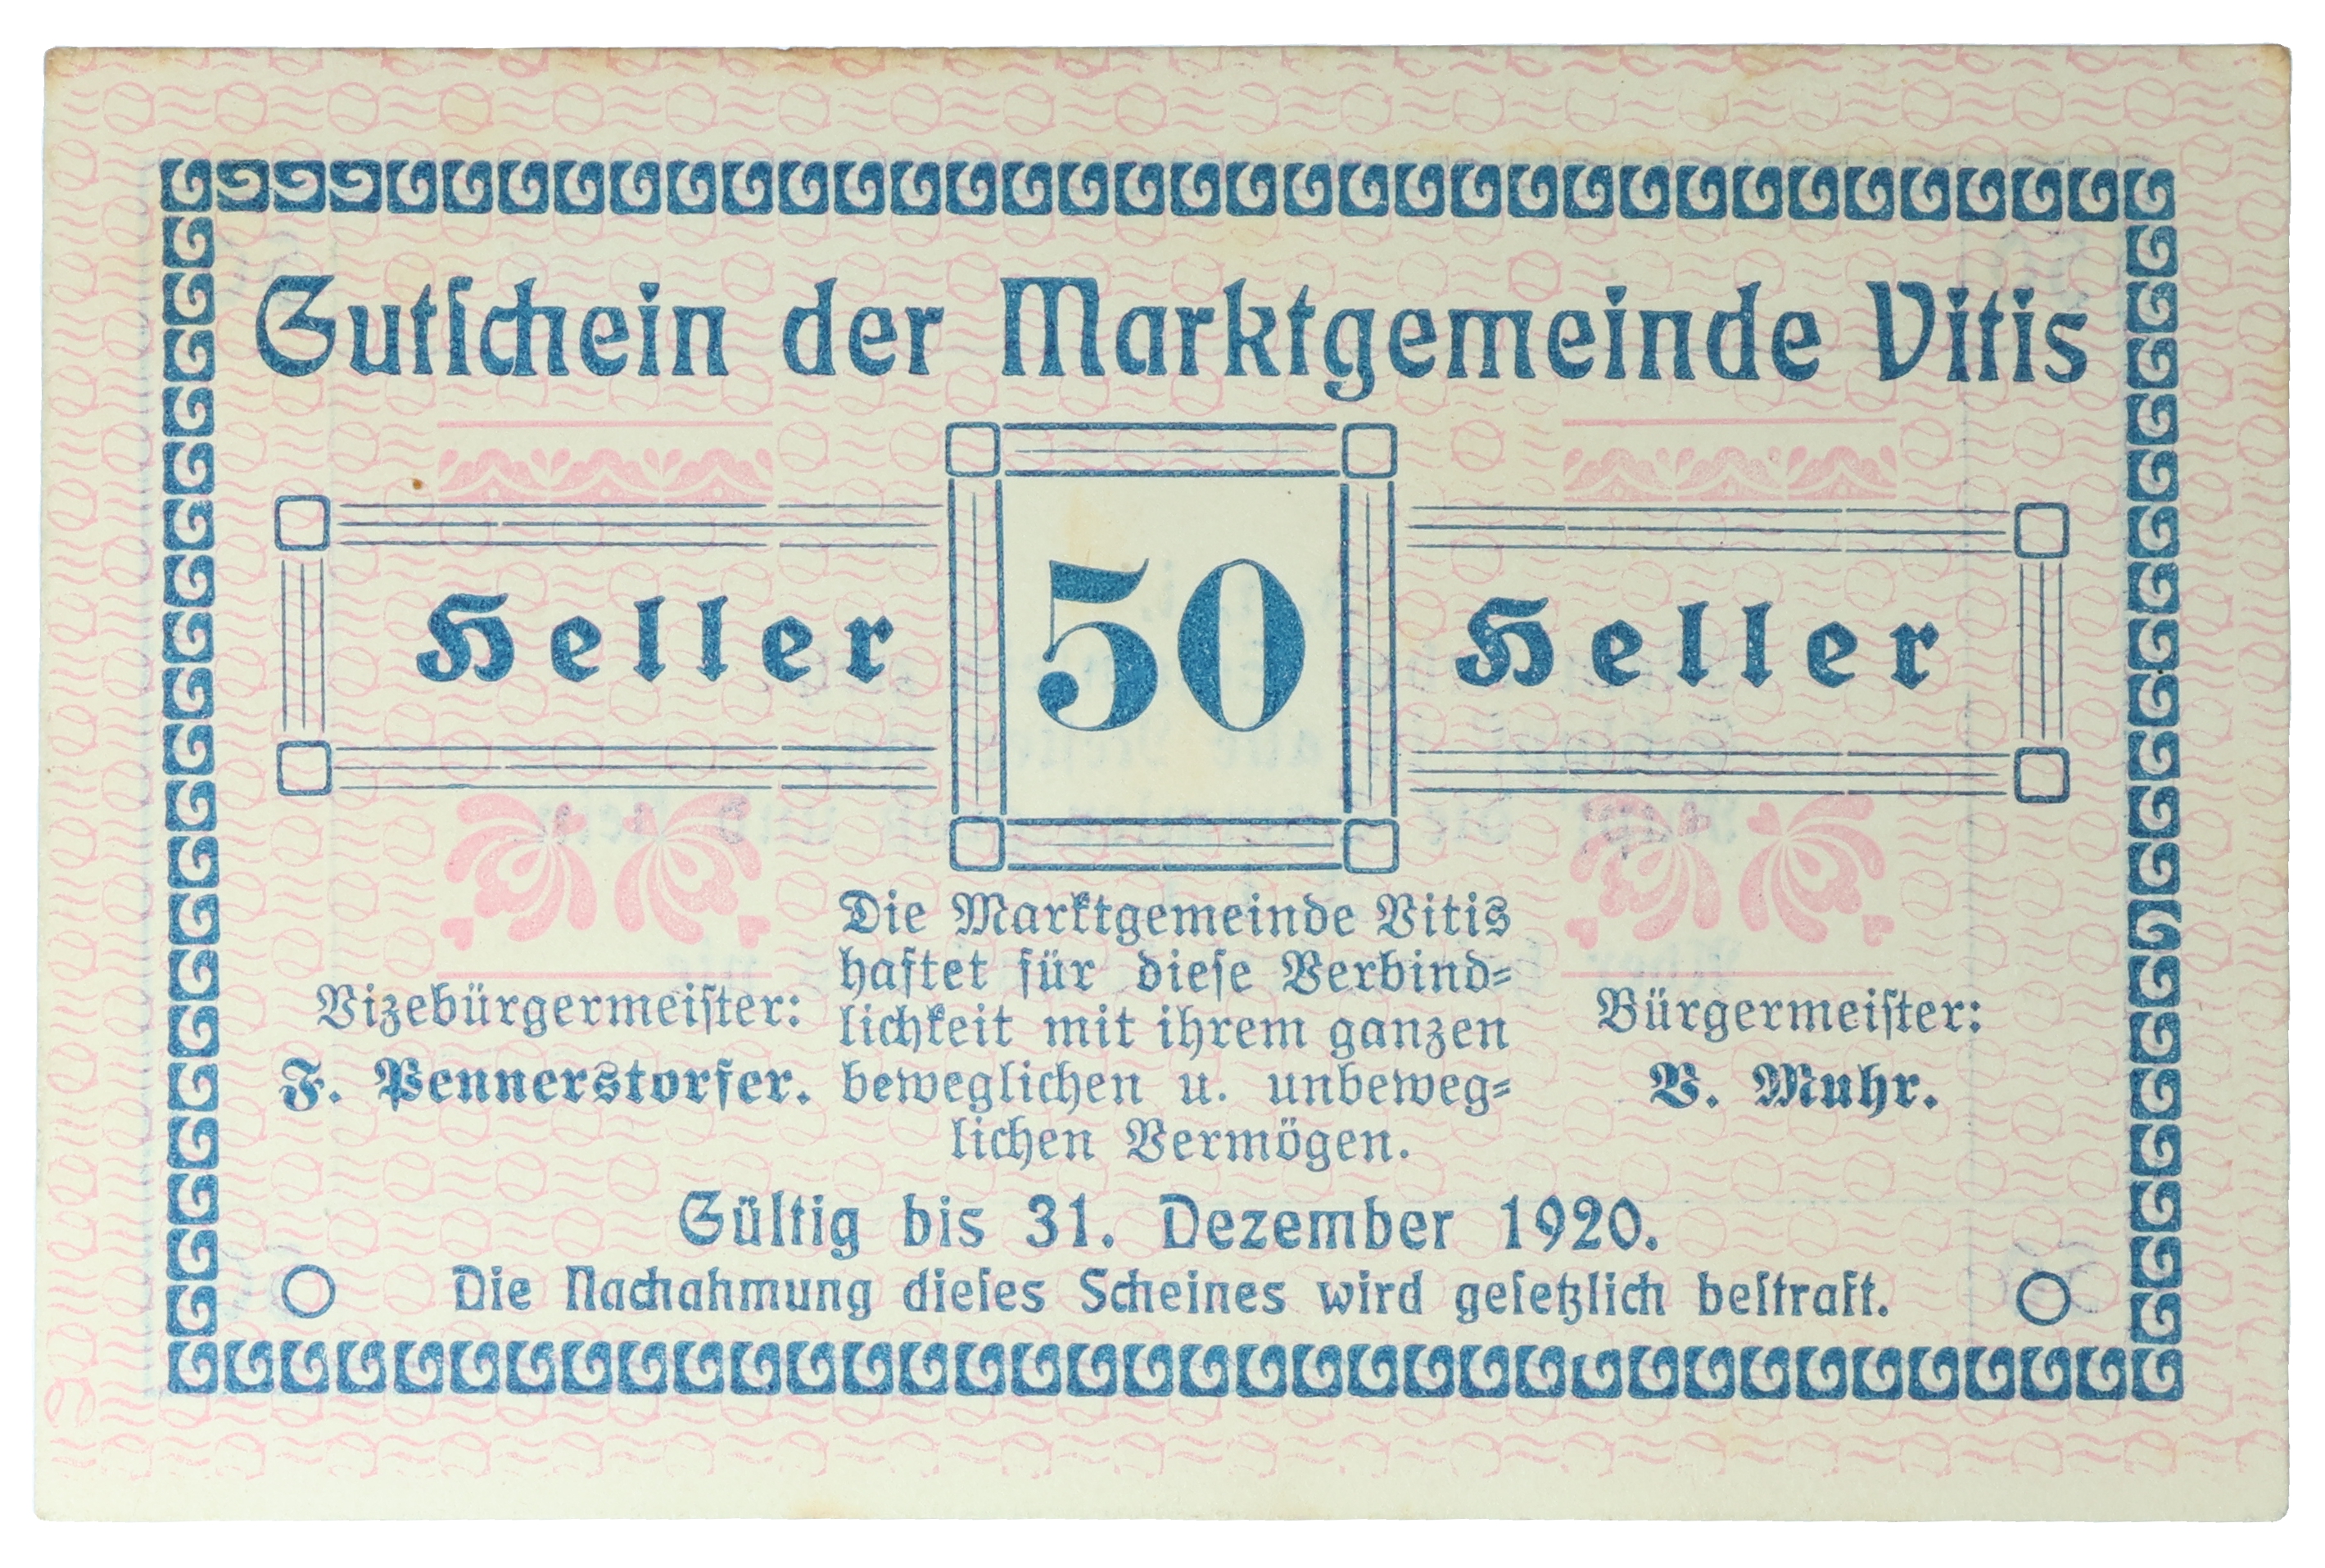 Gutschein der Marktgemeinde Vitis
Heller 50 Heller
Die Marktgemeinde Vitis
haftet für diese Verbind=
lichkeit mit ihrem ganzen
beweglichen u. unbeweg=
lichen Vermögen.
Vizebürgermeister:
F. Pennerstorfer.
Bürgermeister:
V. Muhr.
Gültig bis 31. Dezember 1920.
Die Nachahmung dieses Scheines wird gesetzlich bestraft.